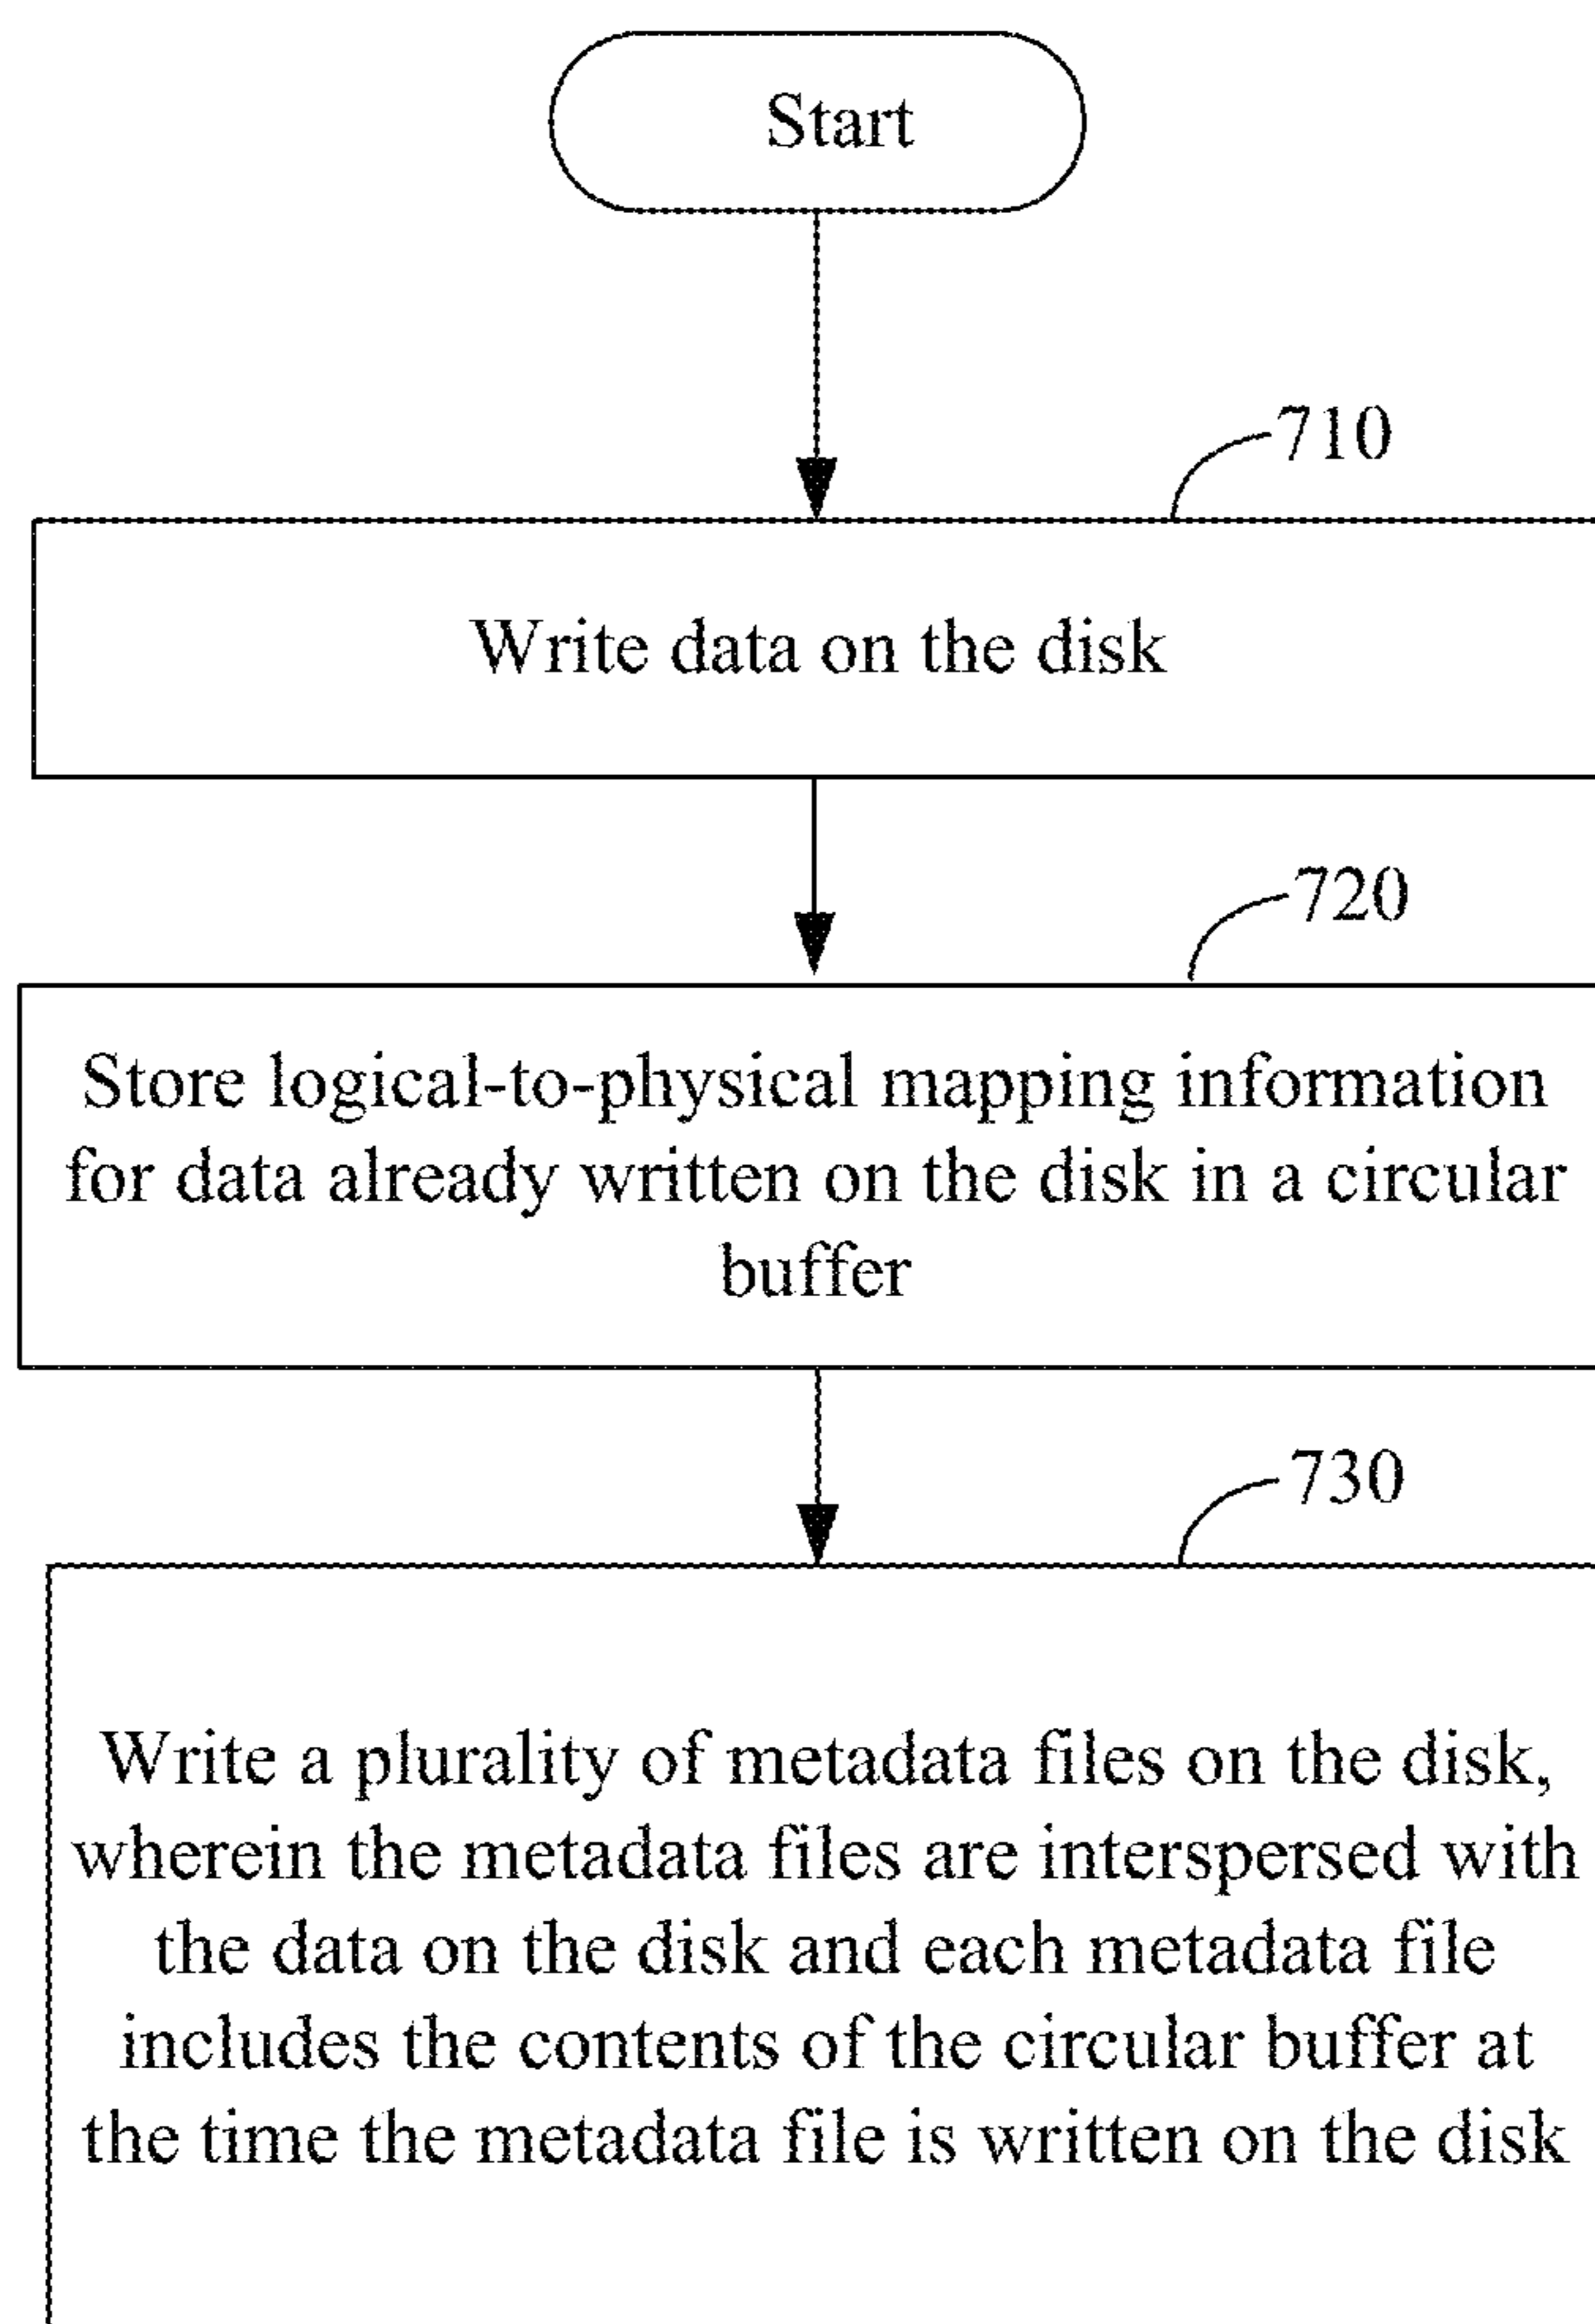 Start
710
Write data on the disk
720
Store logical-to-physical mapping information
for data already written on the disk in a circular
buffer
730
Write a plurality of metadata files on the disk,
wherein the metadata files are interspersed with
the data on the disk and each metadata file
includes the contents of the circular buffer at
the time the metadata file is written on the disk